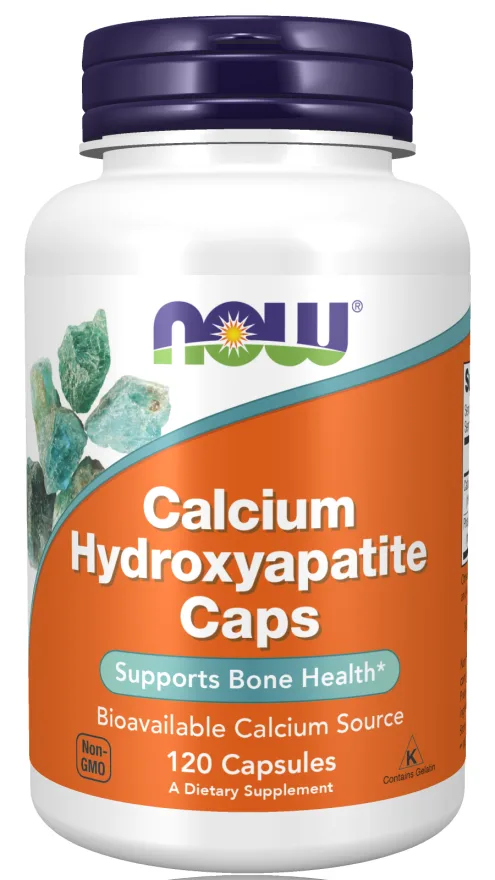 NOW®
Calcium
Hydroxyapatite
Caps
Supports Bone Health*
Bioavailable Calcium Source
Non-
GMO
120 Capsules
A Dietary Supplement
K
Contains Gelatin